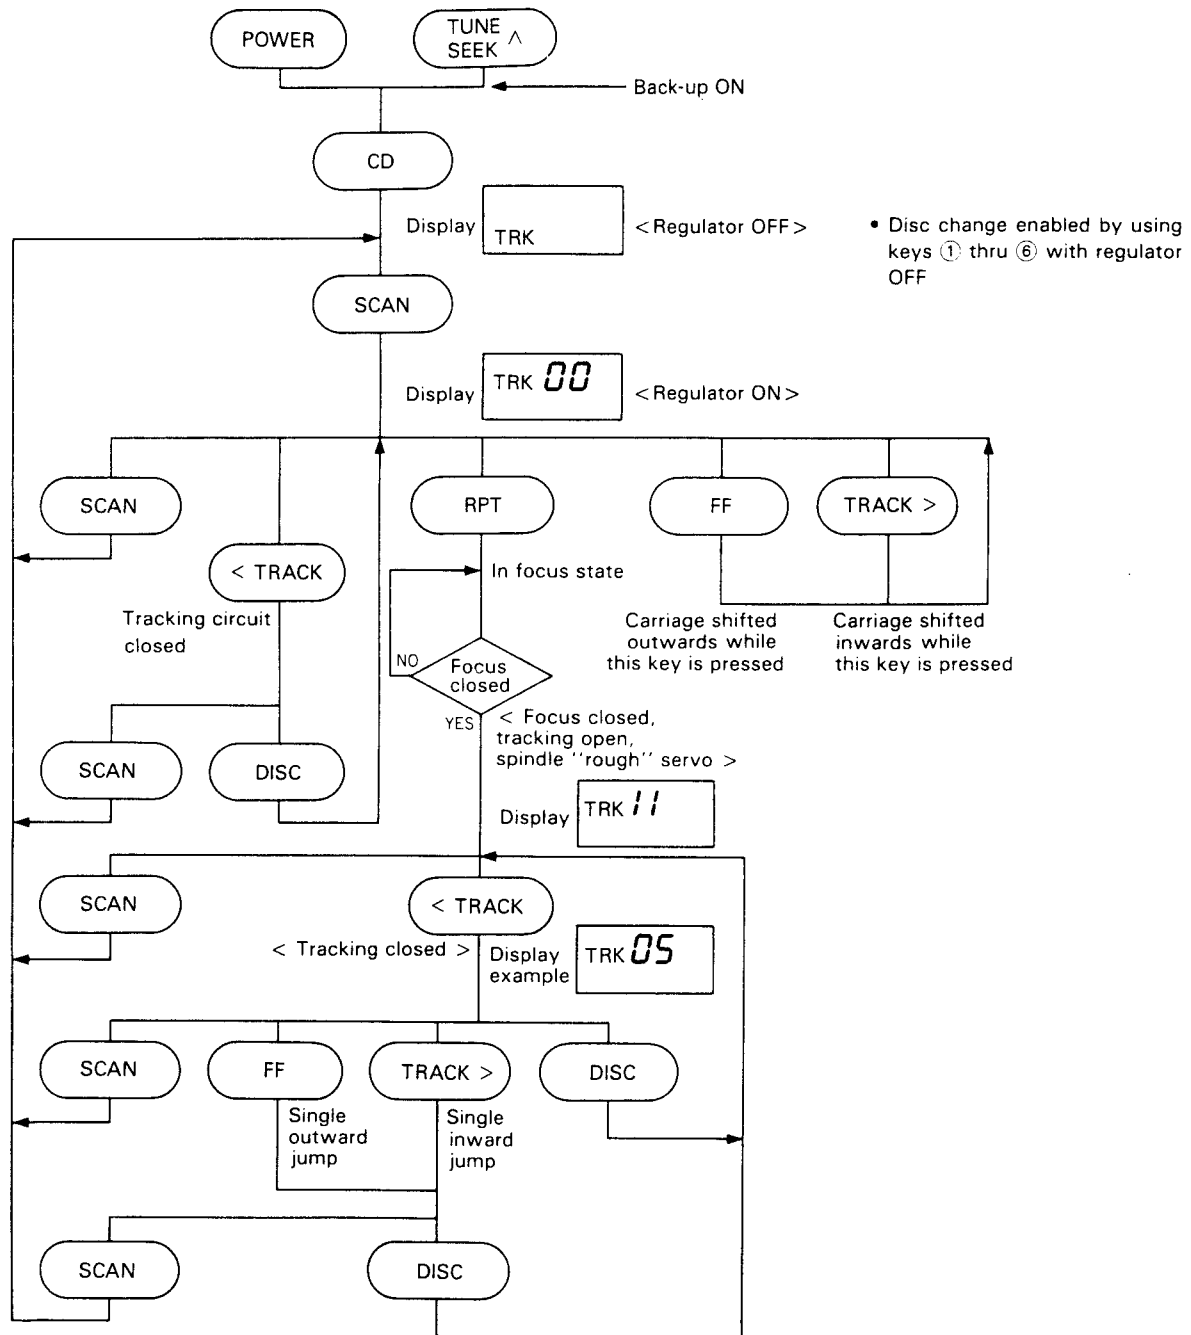 POWER
TUNE
SEEK ∧
Back-up ON
CD
Display
TRK
< Regulator OFF >
• Disc change enabled by using
keys ① thru ⑥ with regulator
OFF
SCAN
Display
TRK 00
< Regulator ON >
SCAN
RPT
FF
TRACK >
< TRACK
In focus state
Tracking circuit
closed
Carriage shifted
outwards while
this key is pressed
Carriage shifted
inwards while
this key is pressed
NO
Focus
closed
YES
< Focus closed,
tracking open,
spindle "rough" servo >
SCAN
DISC
Display
TRK 11
SCAN
< TRACK
< Tracking closed >
Display
example
TRK 05
SCAN
FF
TRACK >
DISC
Single
outward
jump
Single
inward
jump
SCAN
DISC